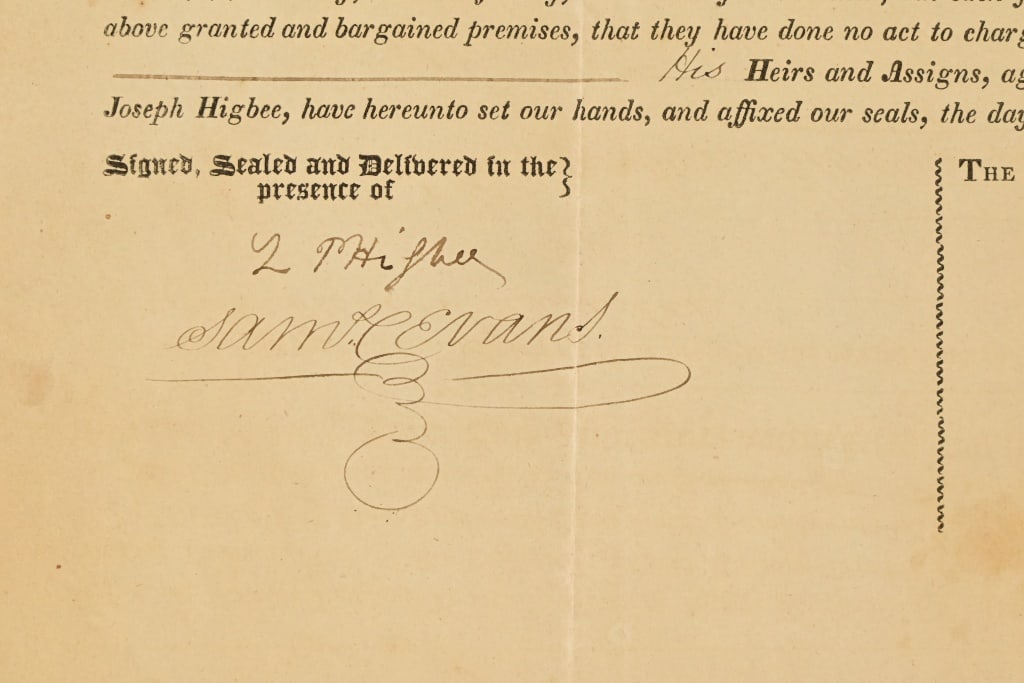 above granted and bargained premises, that they have done no act to charg
His Heirs and Assigns, ag
Joseph Higbee, have hereunto set our hands, and affixed our seals, the day
Signed, Sealed and Delivered in the
presence of
THE
L P Higbee
Saml. C Evans.